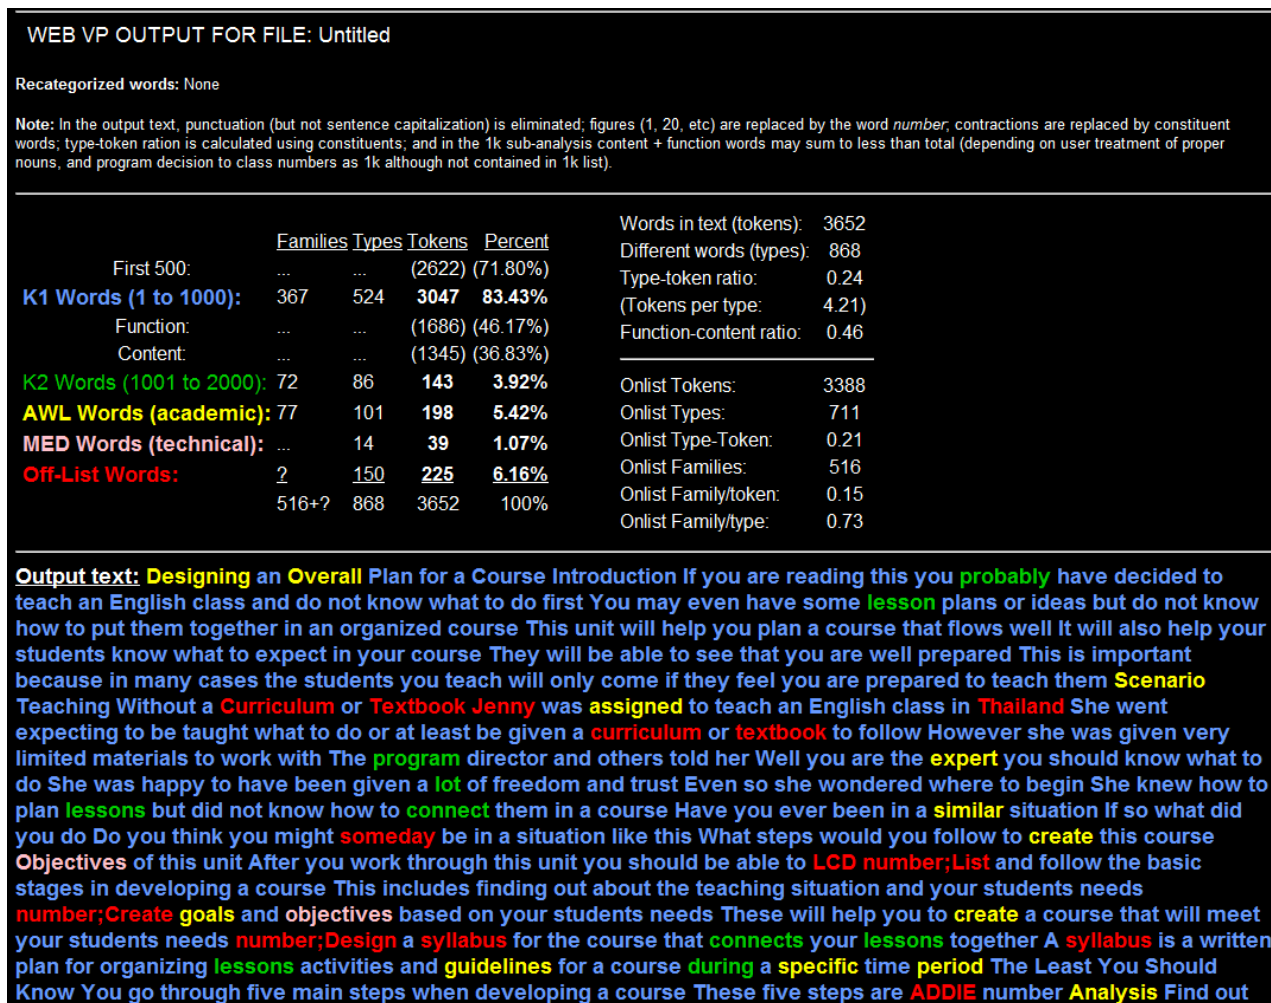 WEB VP OUTPUT FOR FILE: Untitled
Recategorized words: None
Note: In the output text, punctuation (but not sentence capitalization) is eliminated; figures (1, 20, etc) are replaced by the word number; contractions are replaced by constituent
words; type-token ration is calculated using constituents; and in the 1k sub-analysis content + function words may sum to less than total (depending on user treatment of proper
nouns, and program decision to class numbers as 1k although not contained in 1k list).
Families Types Tokens Percent
First 500: ... ... (2622) (71.80%)
K1 Words (1 to 1000): 367 524 3047 83.43%
Function: ... ... (1686) (46.17%)
Content: ... ... (1345) (36.83%)
K2 Words (1001 to 2000): 72 86 143 3.92%
AWL Words (academic): 77 101 198 5.42%
MED Words (technical): ... 14 39 1.07%
Off-List Words: ? 150 225 6.16%
516+? 868 3652 100%
Words in text (tokens): 3652
Different words (types): 868
Type-token ratio: 0.24
(Tokens per type: 4.21)
Function-content ratio: 0.46
Onlist Tokens: 3388
Onlist Types: 711
Onlist Type-Token: 0.21
Onlist Families: 516
Onlist Family/token: 0.15
Onlist Family/type: 0.73
Output text: Designing an Overall Plan for a Course Introduction If you are reading this you probably have decided to
teach an English class and do not know what to do first You may even have some lesson plans or ideas but do not know
how to put them together in an organized course This unit will help you plan a course that flows well It will also help your
students know what to expect in your course They will be able to see that you are well prepared This is important
because in many cases the students you teach will only come if they feel you are prepared to teach them Scenario
Teaching Without a Curriculum or Textbook Jenny was assigned to teach an English class in Thailand She went
expecting to be taught what to do or at least be given a curriculum or textbook to follow However she was given very
limited materials to work with The program director and others told her Well you are the expert you should know what to
do She was happy to have been given a lot of freedom and trust Even so she wondered where to begin She knew how to
plan lessons but did not know how to connect them in a course Have you ever been in a similar situation If so what did
you do Do you think you might someday be in a situation like this What steps would you follow to create this course
Objectives of this unit After you work through this unit you should be able to LCD number;List and follow the basic
stages in developing a course This includes finding out about the teaching situation and your students needs
number;Create goals and objectives based on your students needs These will help you to create a course that will meet
your students needs number;Design a syllabus for the course that connects your lessons together A syllabus is a written
plan for organizing lessons activities and guidelines for a course during a specific time period The Least You Should
Know You go through five main steps when developing a course These five steps are ADDIE number Analysis Find out